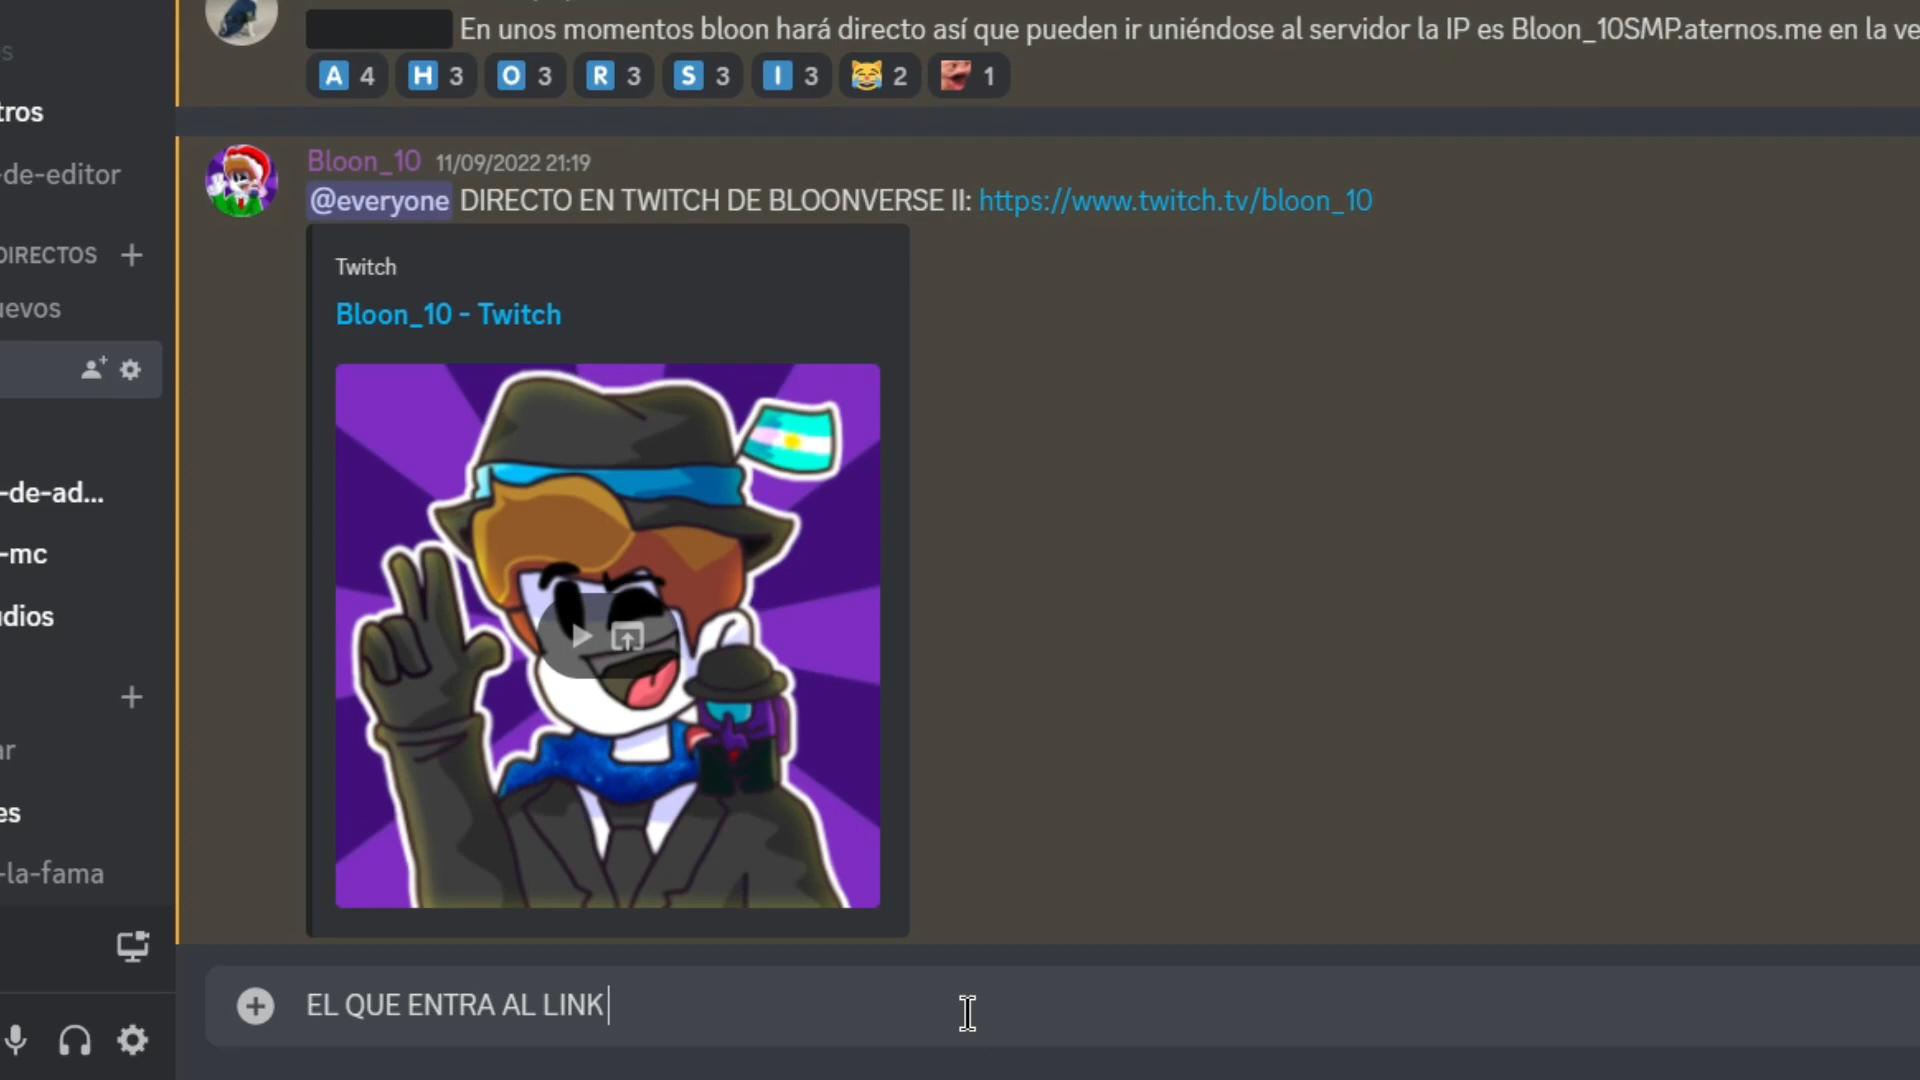 En unos momentos bloon hará directo así que pueden ir uniéndose al servidor la IP es Bloon_10SMP.aternos.me en la ve
A 4 H 3 O 3 R 3 S 3 I 3 2 1
tros
-de-editor
DIRECTOS
uevos
-de-ad...
-mc
udios
ar
es
-la-fama
Bloon_10 11/09/2022 21:19
@everyone DIRECTO EN TWITCH DE BLOONVERSE II: https://www.twitch.tv/bloon_10
Twitch
Bloon_10 - Twitch
EL QUE ENTRA AL LINK